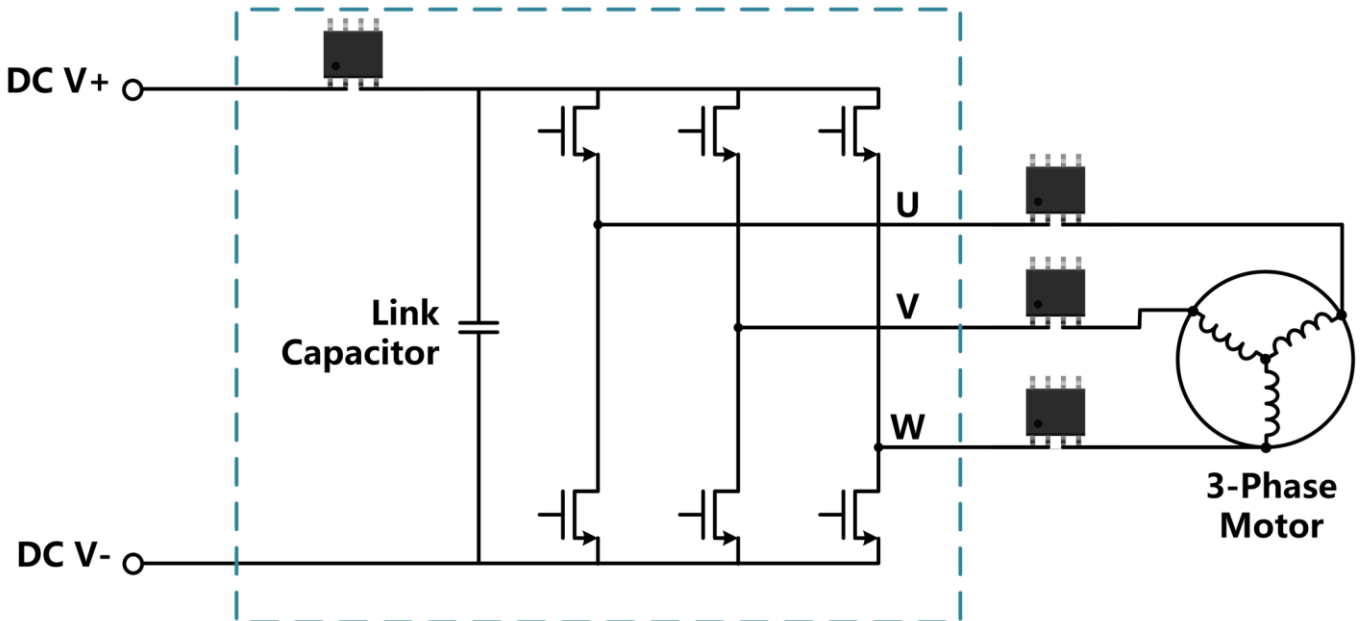 DC V+
U
V
Link
Capacitor
W
3-Phase
Motor
DC V-